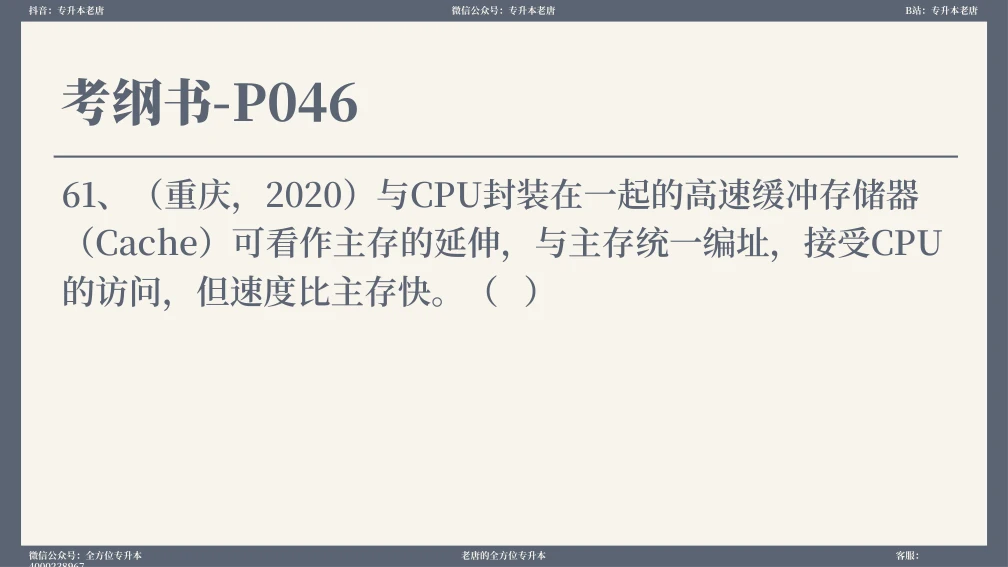 抖音：专升本老唐
微信公众号：专升本老唐
B站：专升本老唐
考纲书-P046
61、（重庆，2020）与CPU封装在一起的高速缓冲存储器
（Cache）可看作主存的延伸，与主存统一编址，接受CPU
的访问，但速度比主存快。（ ）
微信公众号：全方位专升本
老唐的全方位专升本
客服：
4000238967